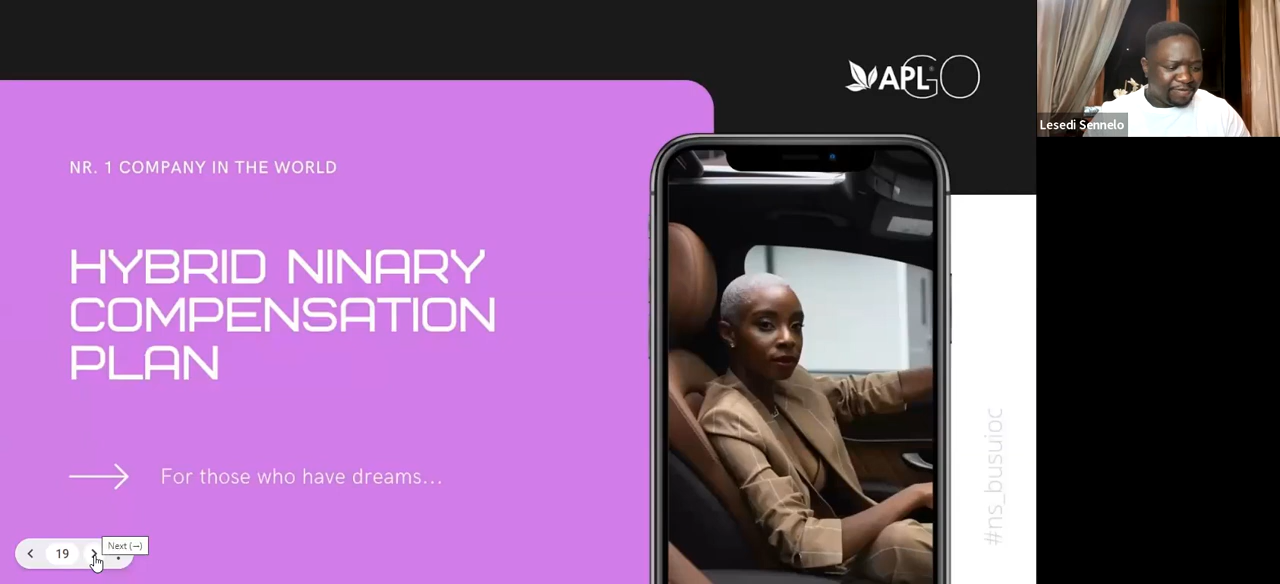 APLGO
NR. 1 COMPANY IN THE WORLD
HYBRID NINARY
COMPENSATION
PLAN
For those who have dreams...
#ns_busuioc
19
Next (→)
Lesedi Sennelo